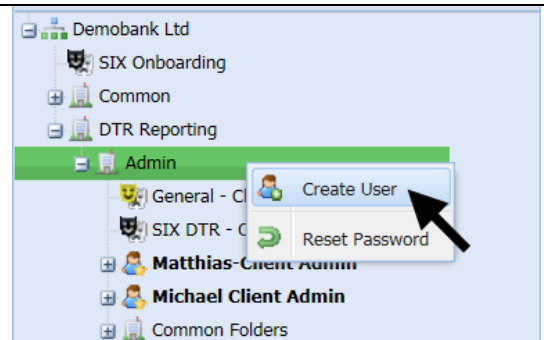 Demobank Ltd
SIX Onboarding
Common
DTR Reporting
Admin
General - Cl
Create User
SIX DTR - C
Reset Password
Matthias-Client Admin
Michael Client Admin
Common Folders